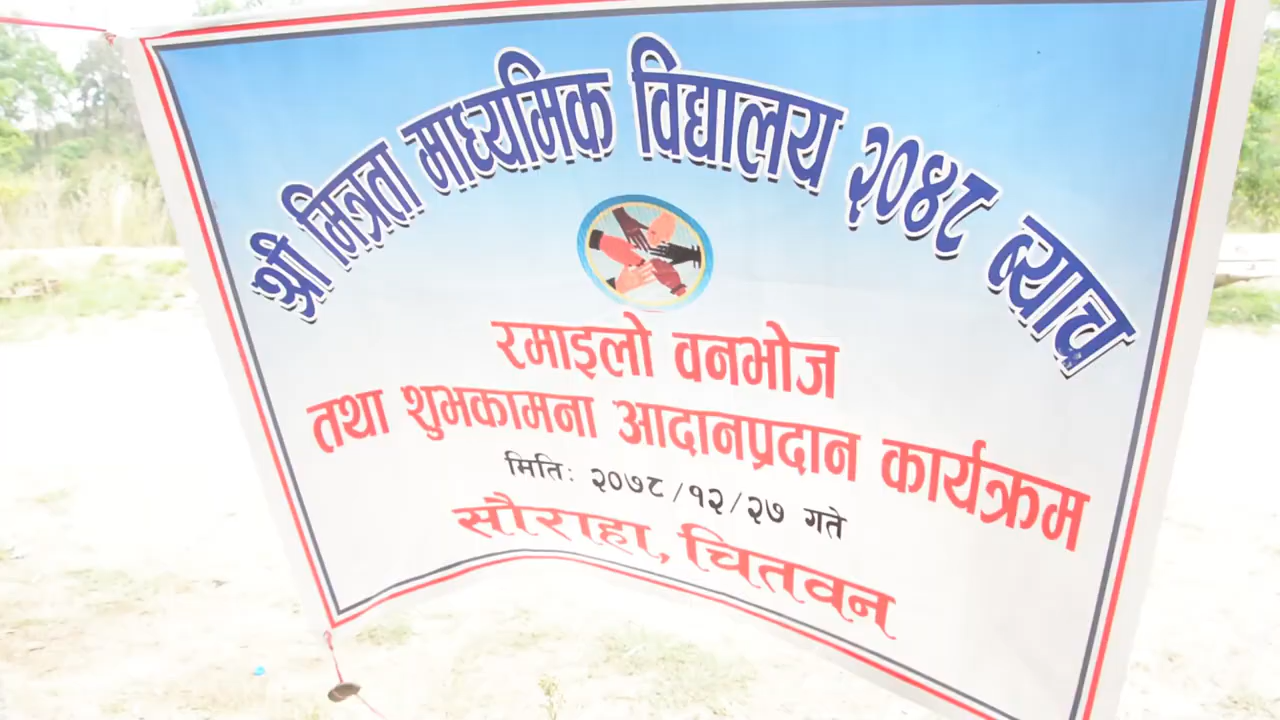 श्री मित्रता माध्यमिक विद्यालय २०४८ ब्याच
रमाइलो वनभोज
तथा शुभकामना आदानप्रदान कार्यक्रम
मितिः २०७८/१२/२७ गते
सौराहा, चितवन